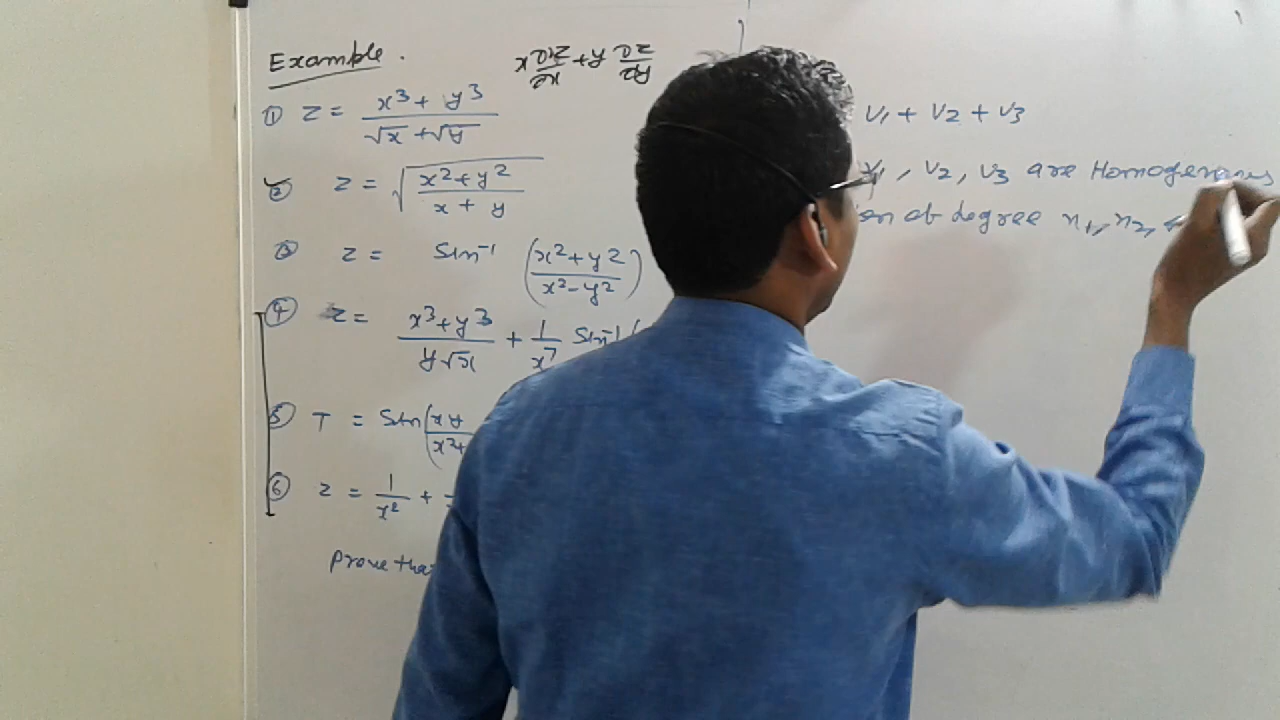 Example.
x ∂z/∂x + y ∂z/∂y
① z = (x³ + y³)/(√x + √y)
② z = √((x² + y²)/(x + y))
③ z = Sin⁻¹ ((x² + y²)/(x² - y²))
④ z = (x³ + y³)/(y√x) + 1/x⁷ Sin⁻¹(
⑤ T = Sin(xy/(x² +
⑥ z = 1/x² +
Prove tha
v₁ + v₂ + v₃
v₁, v₂, v₃ are Homogeneous
of degree n₁, n₂,